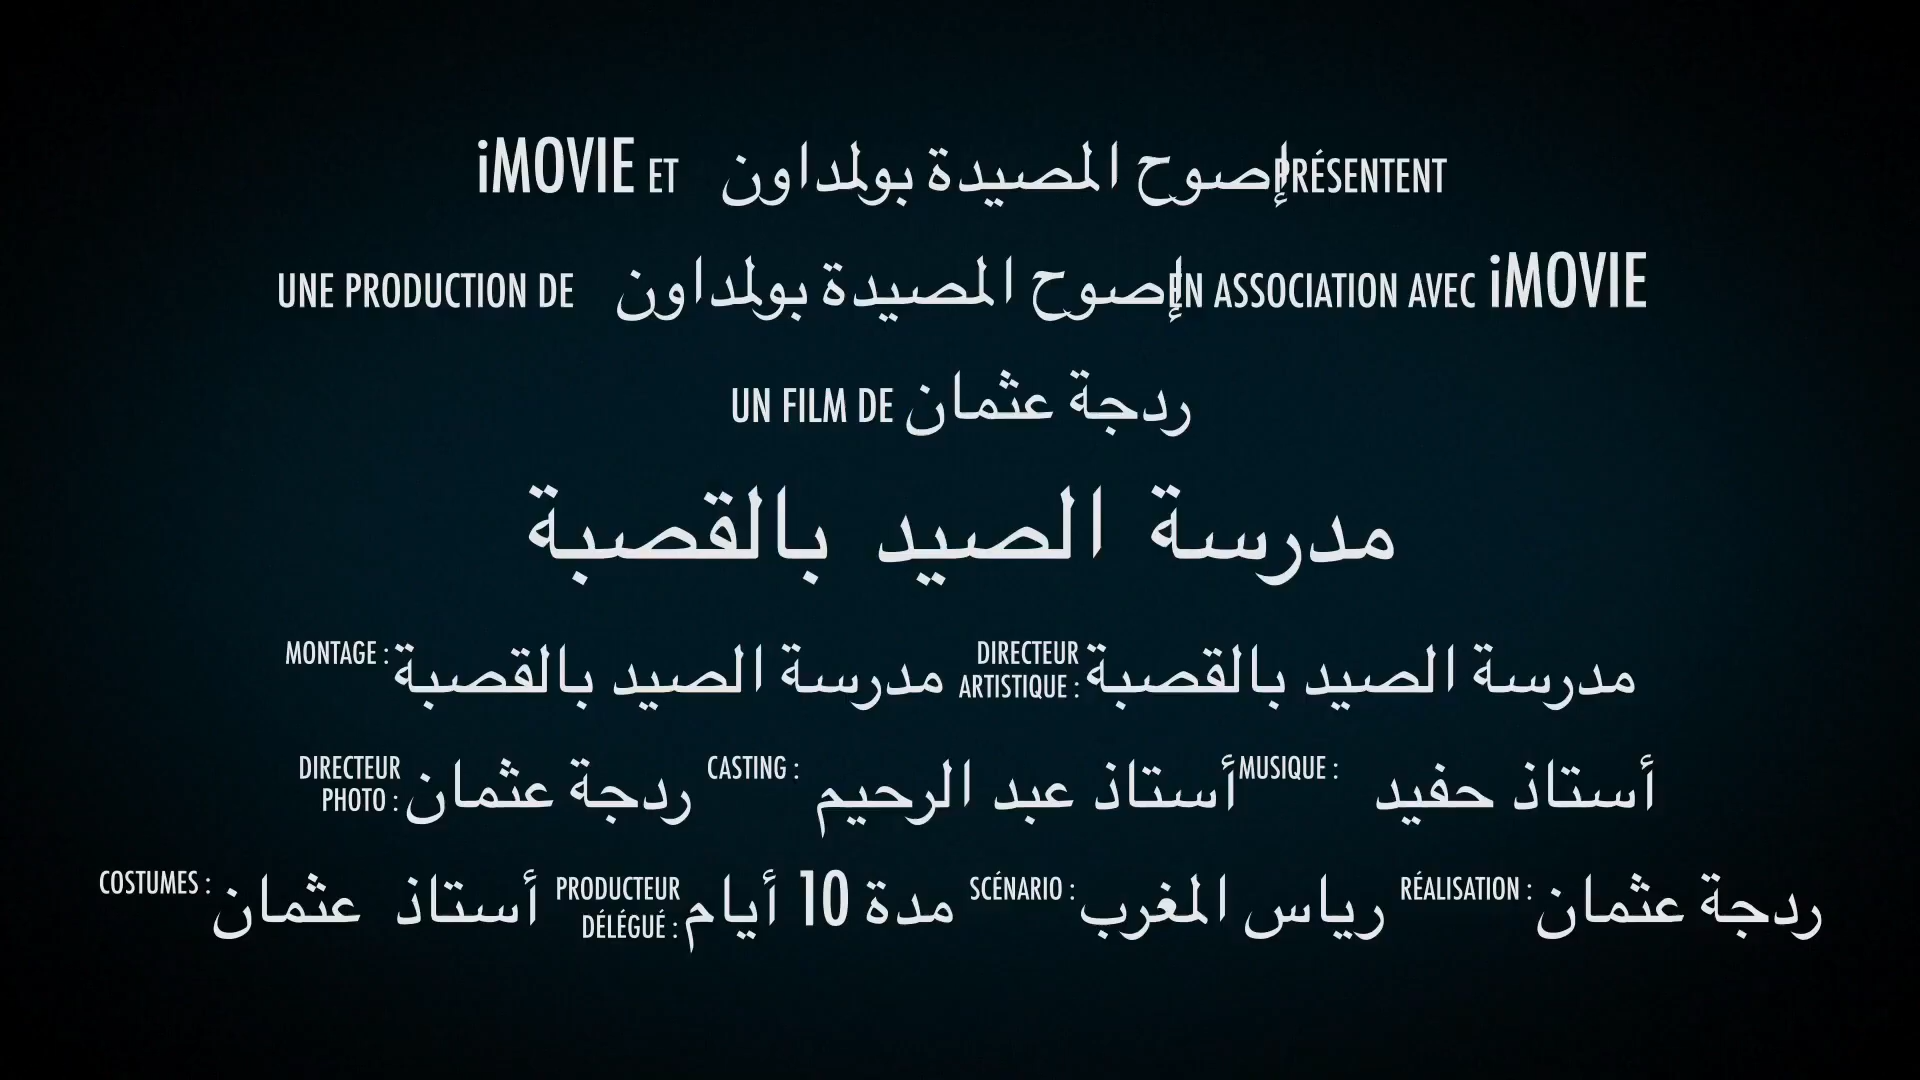 iMOVIE ET إصوح المصيدة بولمداون PRÉSENTENT
UNE PRODUCTION DE إصوح المصيدة بولمداون EN ASSOCIATION AVEC iMOVIE
UN FILM DE ردجة عثمان
مدرسة الصيد بالقصبة
MONTAGE : مدرسة الصيد بالقصبة DIRECTEUR ARTISTIQUE : مدرسة الصيد بالقصبة
DIRECTEUR PHOTO : ردجة عثمان CASTING : أستاذ عبد الرحيم MUSIQUE : أستاذ حفيد
COSTUMES : أستاذ عثمان PRODUCTEUR DÉLÉGUÉ : مدة 10 أيام SCÉNARIO : رياس المغرب RÉALISATION : ردجة عثمان